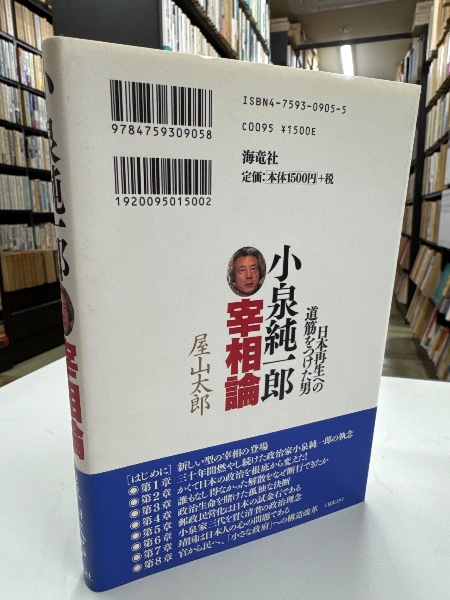 9784759309058
1920095015002
ISBN4-7593-0905-5
C0095 ¥1500E
海竜社
定価:本体1500円+税
日本再生への
道筋をつけた男
小泉純一郎
宰相論
屋山太郎
小泉純一郎
宰相論
[はじめに] 新しい型の宰相の登場
●第1章 三十年間燃やし続けた政治家小泉純一郎の執念
●第2章 かくて日本の政治を根底から変えた!
●第3章 誰もなし得なかった解散をなど断行できたか
●第4章 政治生命を賭けた孤独な決断
●第5章 郵政民営化は日本の試金石である
●第6章 小泉家三代を貫く清廉の政治理念
●第7章 靖国は日本人の心の問題である
●第8章 官から民へ、「小さな政府」への構造改革